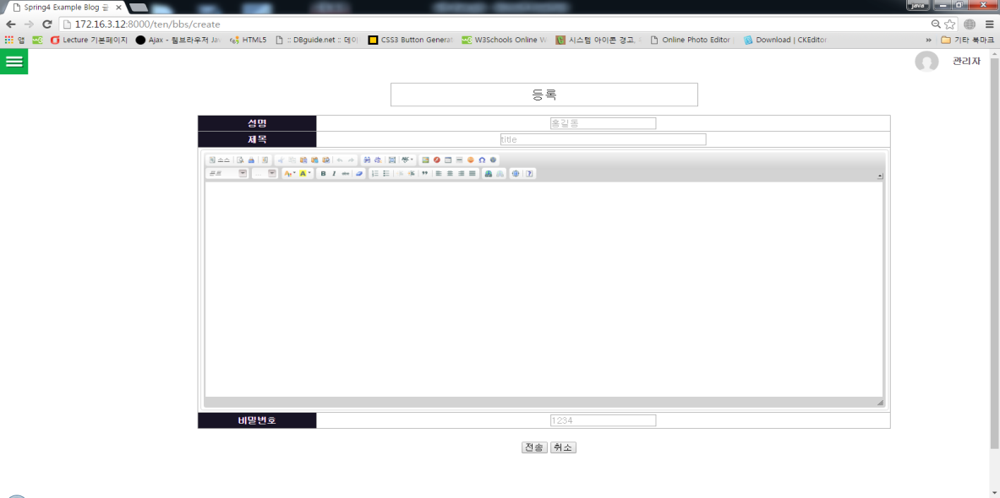 Spring4 Example Blog 글
java
172.16.3.12:8000/ten/bbs/create
앱 Lecture 기본페이지 Ajax - 웹브라우저 Ja HTML5 :: DBguide.net :: 데이 CSS3 Button Generat W3Schools Online W 시스템 아이콘 경고, Online Photo Editor Download | CKEditor » 기타 북마크
관리자
등록
성명 홍길동
제목 title
소스
비밀번호 1234
전송 취소